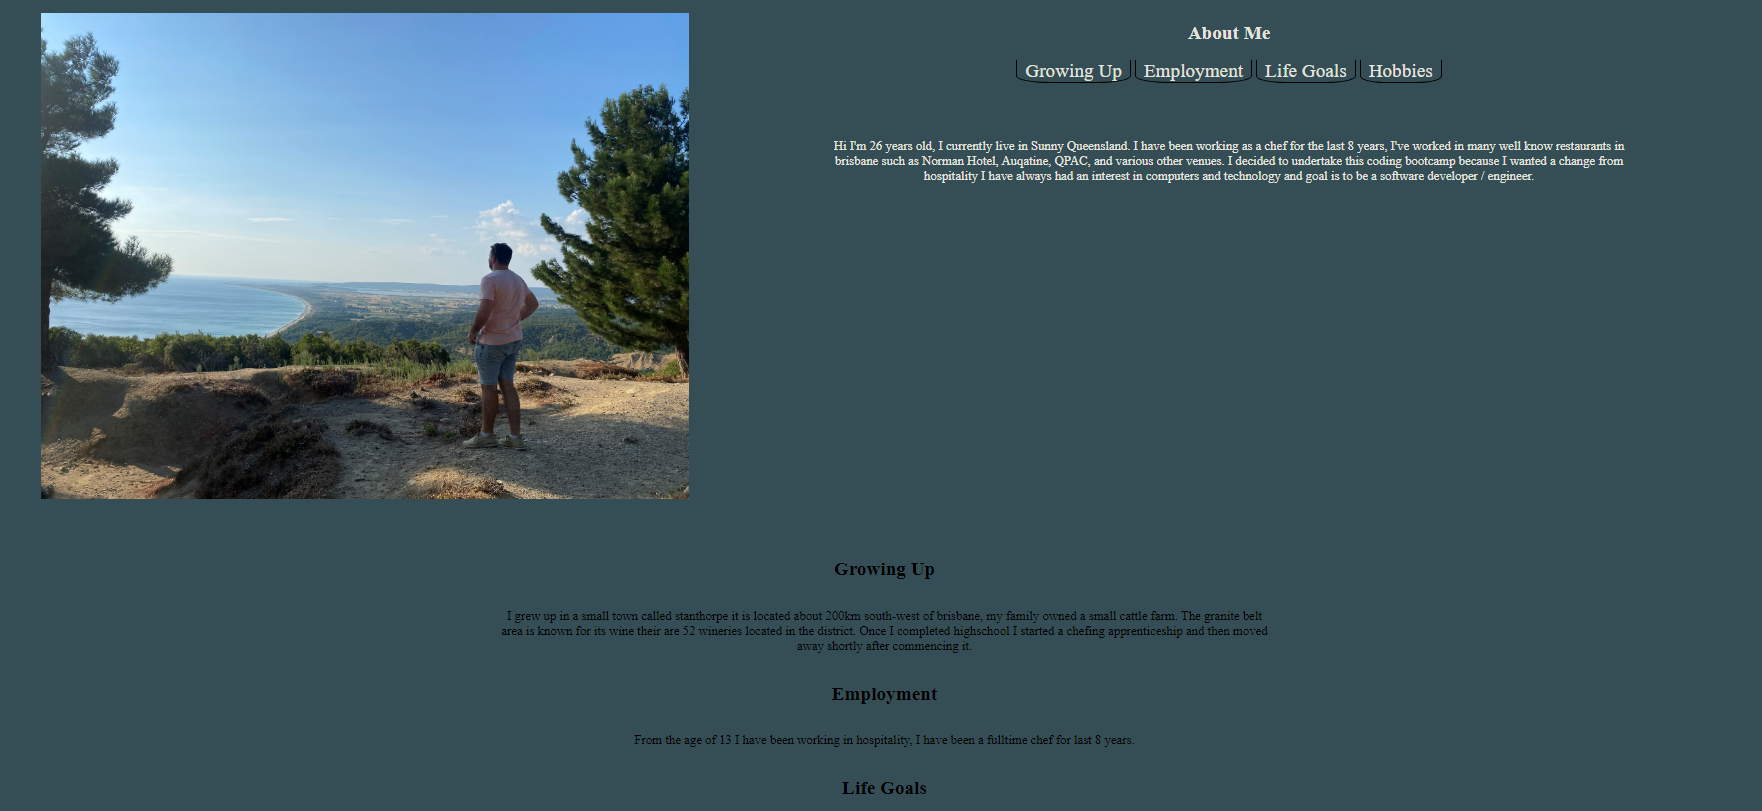 About Me
Growing Up Employment Life Goals Hobbies
Hi I'm 26 years old, I currently live in Sunny Queensland. I have been working as a chef for the last 8 years, I've worked in many well know restaurants in
brisbane such as Norman Hotel, Auqatine, QPAC, and various other venues. I decided to undertake this coding bootcamp because I wanted a change from
hospitality I have always had an interest in computers and technology and goal is to be a software developer / engineer.
Growing Up
I grew up in a small town called stanthorpe it is located about 200km south-west of brisbane, my family owned a small cattle farm. The granite belt
area is known for its wine their are 52 wineries located in the district. Once I completed highschool I started a chefing apprenticeship and then moved
away shortly after commencing it.
Employment
From the age of 13 I have been working in hospitality, I have been a fulltime chef for last 8 years.
Life Goals